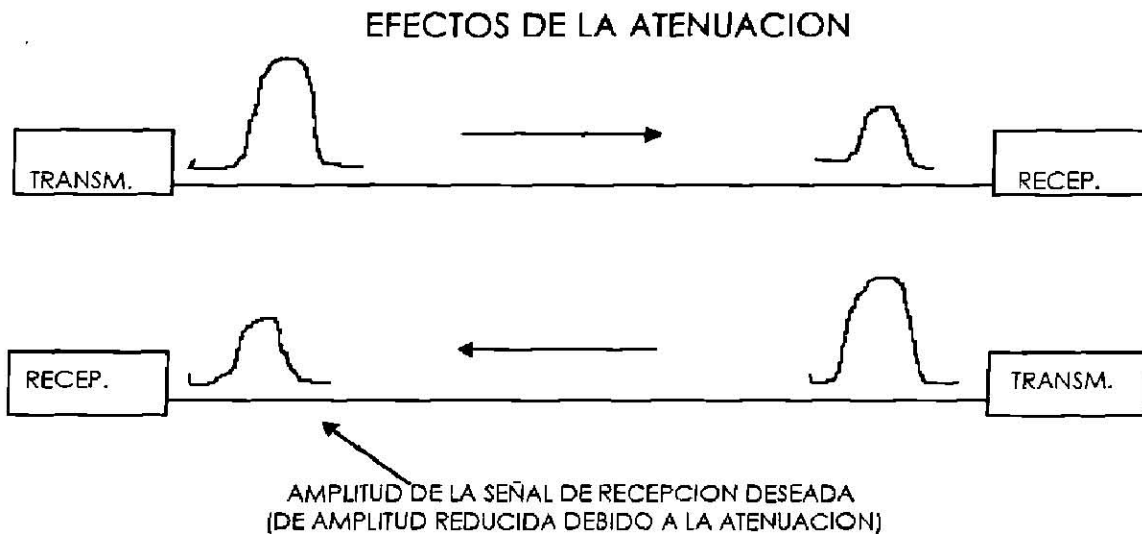 EFECTOS DE LA ATENUACION
TRANSM.
RECEP.
RECEP.
TRANSM.
AMPLITUD DE LA SEÑAL DE RECEPCION DESEADA
(DE AMPLITUD REDUCIDA DEBIDO A LA ATENUACION)